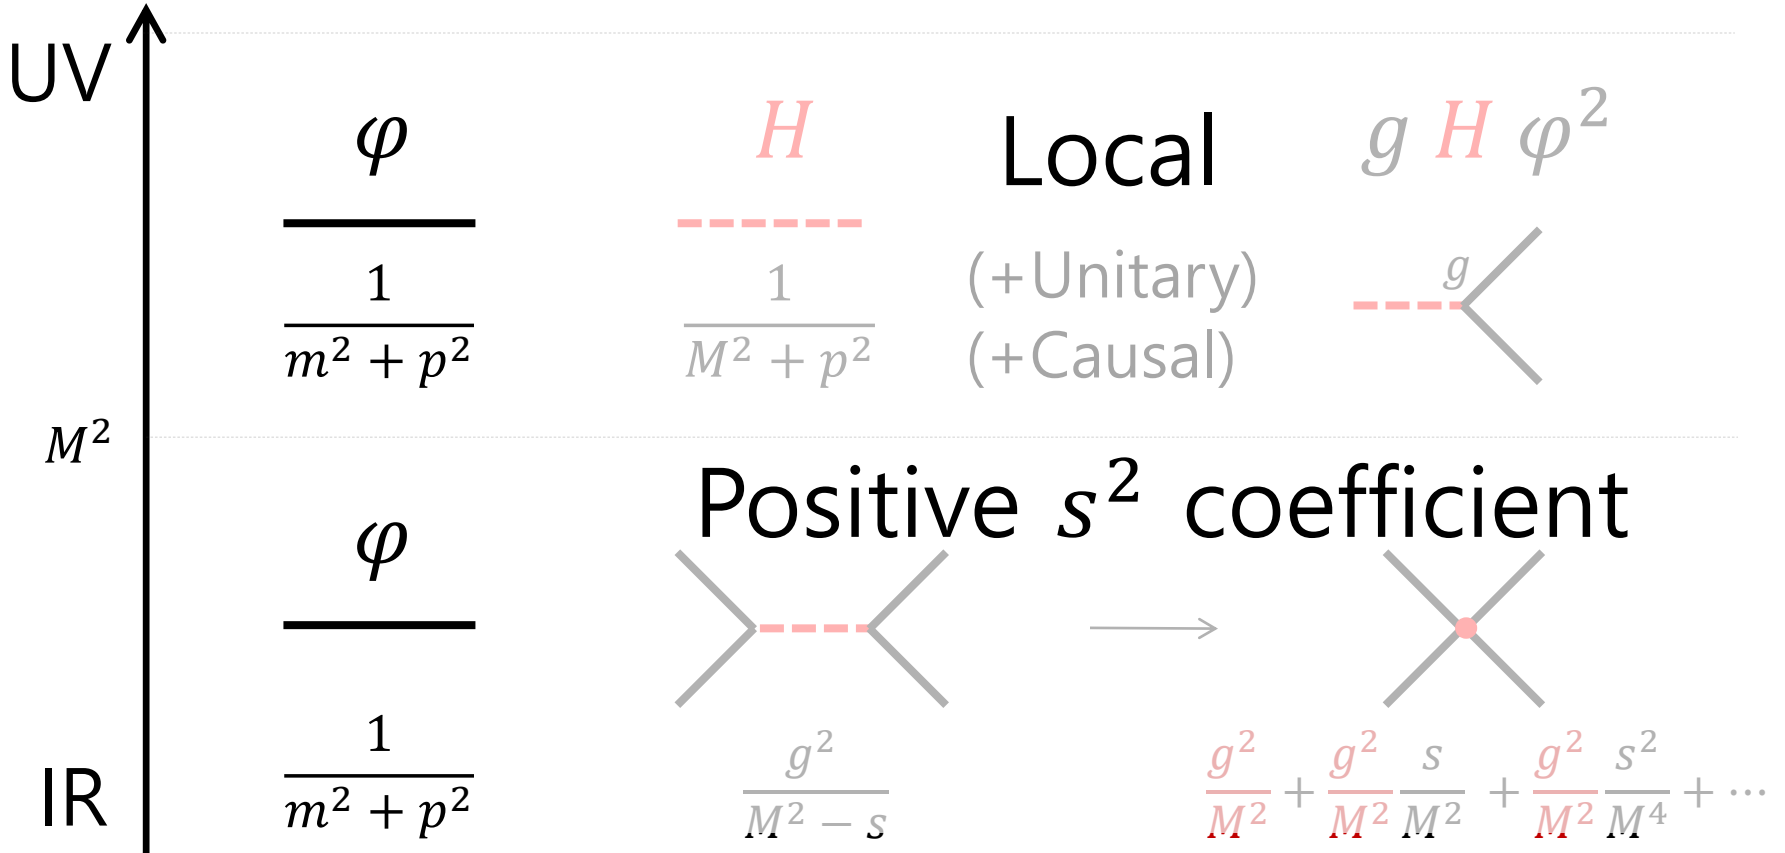 UV
φ
H
Local
g H φ²
1
m² + p²
1
M² + p²
(+Unitary)
(+Causal)
g
M²
Positive s² coefficient
φ
1
m² + p²
g²
M² − s
g²/M² + g²/M² s/M² + g²/M² s²/M⁴ + ⋯
IR